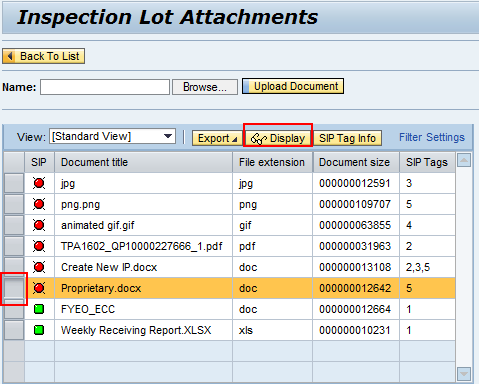 Inspection Lot Attachments
Back To List
Name: Browse... Upload Document
View: [Standard View] Export Display SIP Tag Info Filter Settings
SIP Document title File extension Document size SIP Tags
jpg jpg 000000012591 3
png.png png 000000109707 5
animated gif.gif gif 000000063855 4
TPA1602_QP10000227666_1.pdf pdf 000000031963 2
Create New IP.docx doc 000000013108 2,3,5
Proprietary.docx doc 000000012642 5
FYEO_ECC doc 000000012664 1
Weekly Receiving Report.XLSX xls 000000010231 1